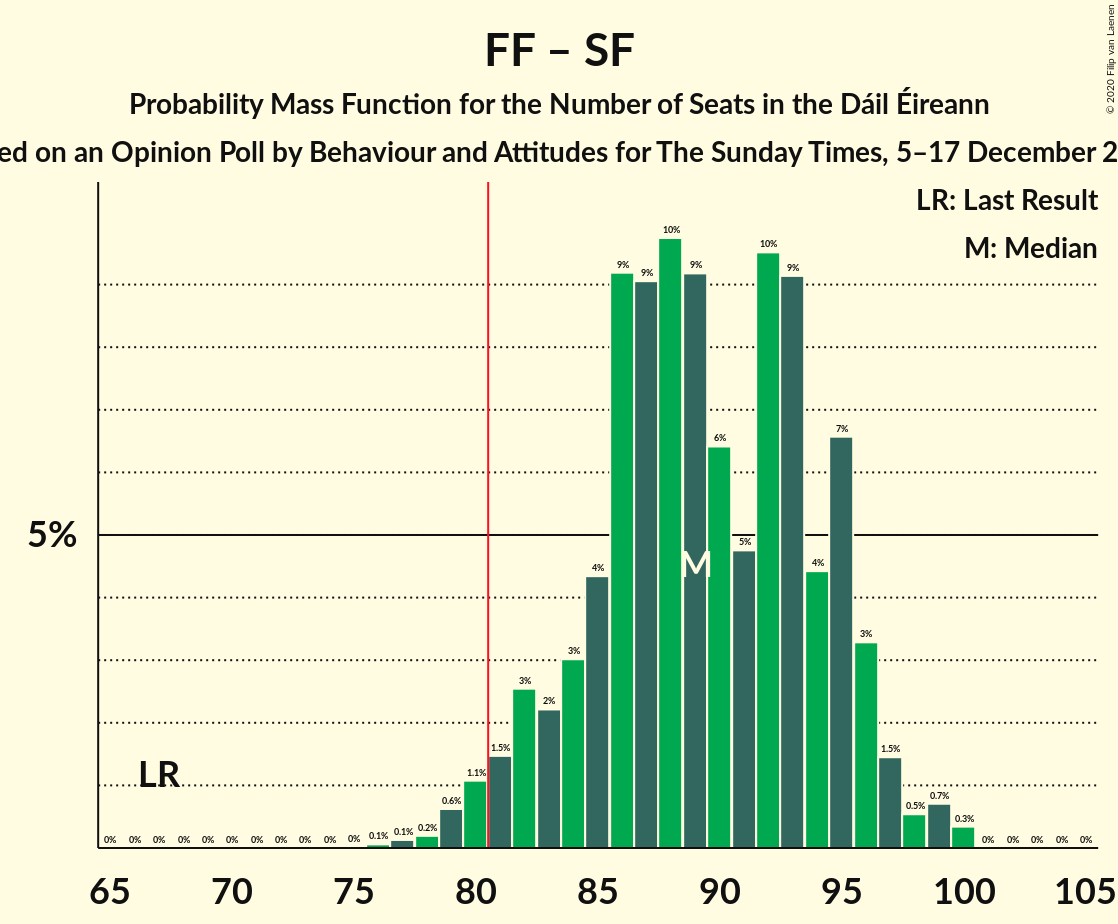 FF – SF
Probability Mass Function for the Number of Seats in the Dáil Éireann
ed on an Opinion Poll by Behaviour and Attitudes for The Sunday Times, 5–17 December 2
© 2020 Filip van Laenen
LR: Last Result
M: Median
5%
LR
M
0% 0% 0% 0% 0% 0% 0% 0% 0% 0% 0% 0.1% 0.1% 0.2% 0.6% 1.1% 1.5% 3% 2% 3% 4% 9% 9% 10% 9% 6% 5% 10% 9% 4% 7% 3% 1.5% 0.5% 0.7% 0.3% 0% 0% 0% 0% 0%
65 70 75 80 85 90 95 100 105